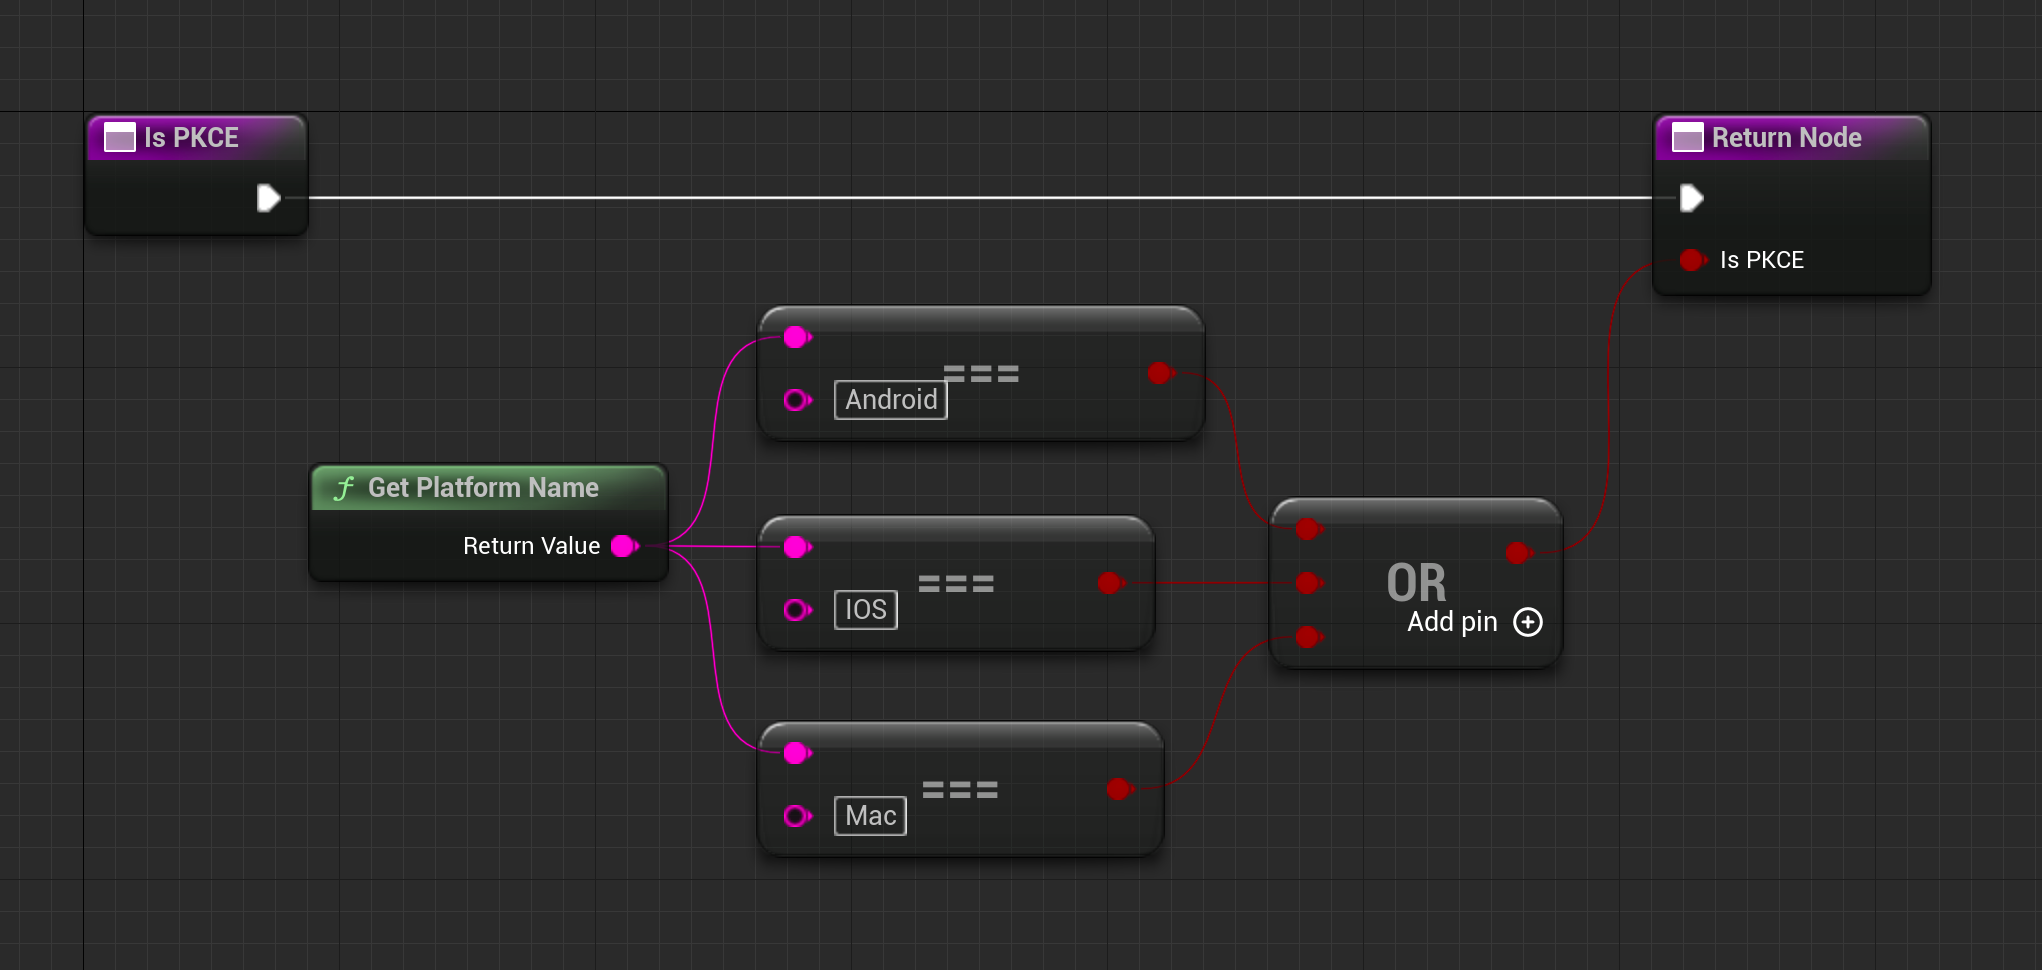 Is PKCE
Return Node
Is PKCE
===
Android
Get Platform Name
Return Value
===
IOS
OR
Add pin
===
Mac